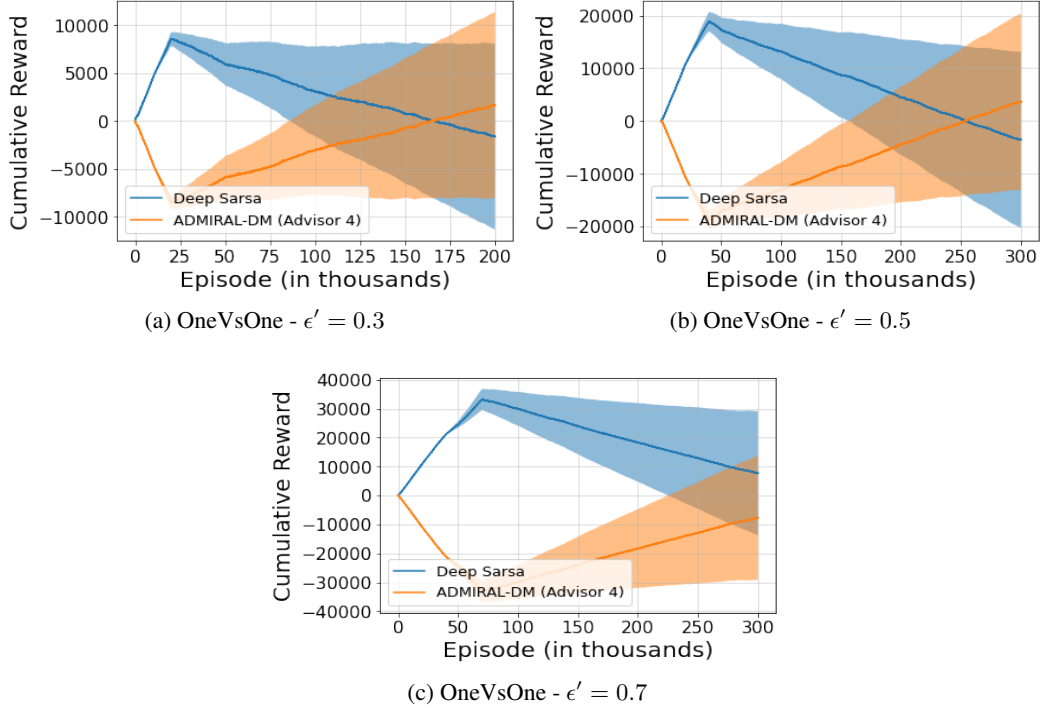 10000
5000
0
−5000
−10000
Cumulative Reward
Deep Sarsa
ADMIRAL-DM (Advisor 4)
0 25 50 75 100 125 150 175 200
Episode (in thousands)
(a) OneVsOne - ϵ′ = 0.3
20000
10000
0
−10000
−20000
Cumulative Reward
Deep Sarsa
ADMIRAL-DM (Advisor 4)
0 50 100 150 200 250 300
Episode (in thousands)
(b) OneVsOne - ϵ′ = 0.5
40000
30000
20000
10000
0
−10000
−20000
−30000
−40000
Cumulative Reward
Deep Sarsa
ADMIRAL-DM (Advisor 4)
0 50 100 150 200 250 300
Episode (in thousands)
(c) OneVsOne - ϵ′ = 0.7